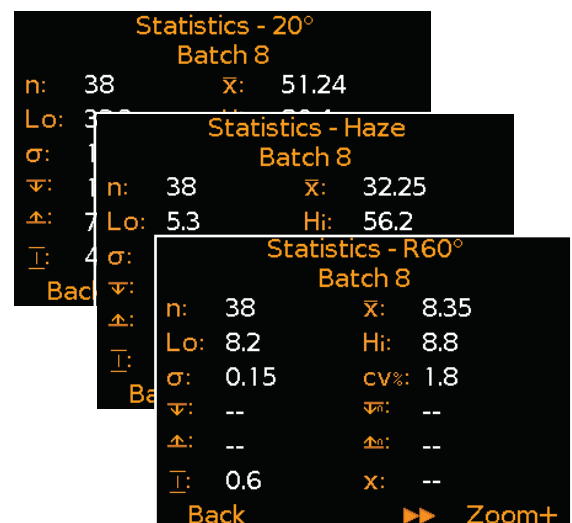 Statistics - 20°
Batch 8
n: 38 x̅: 51.24
Lo:
σ:
Statistics - Haze
Batch 8
n: 38 x̅: 32.25
Lo: 5.3 Hi: 56.2
σ:
Statistics - R60°
Batch 8
n: 38 x̅: 8.35
Lo: 8.2 Hi: 8.8
σ: 0.15 cv%: 1.8
↧: -- ↧n: --
↥: -- ↥n: --
I: 0.6 x: --
Back ▶▶ Zoom+